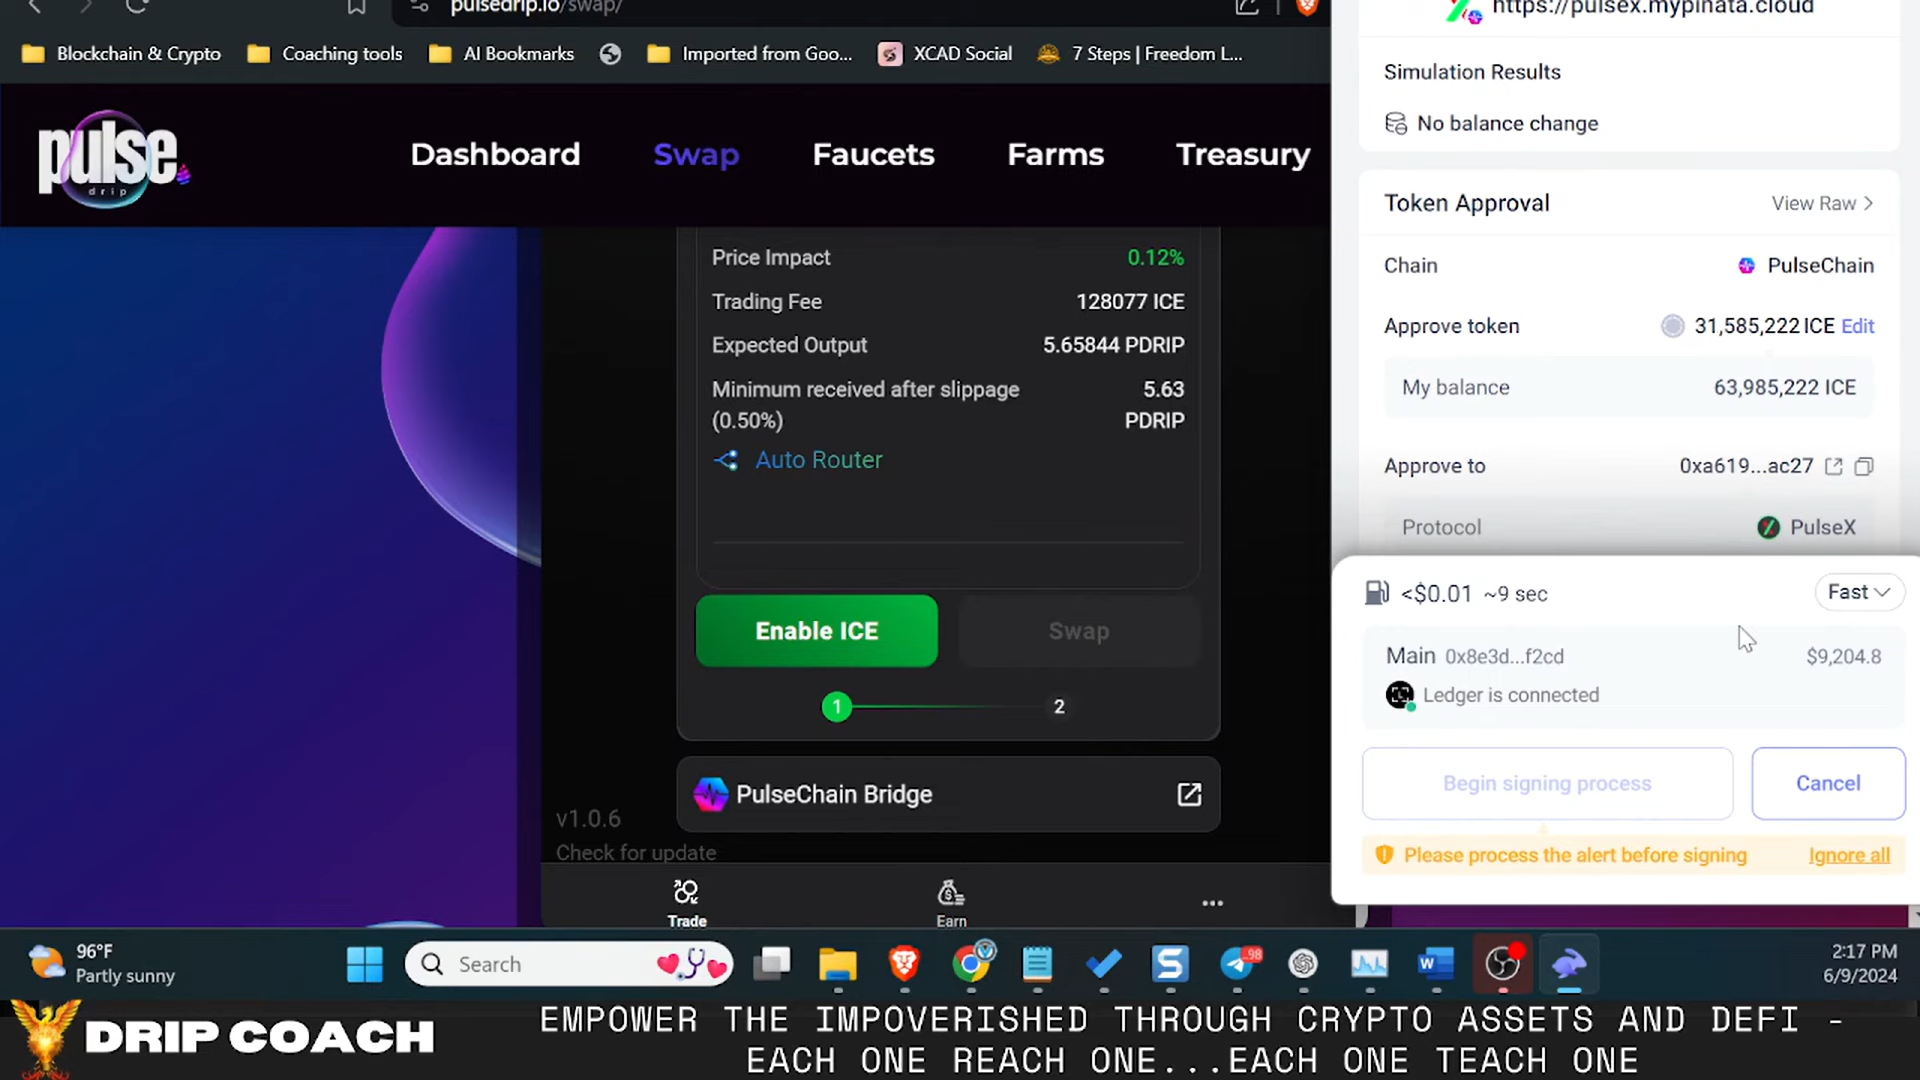 pulsedrip.io/swap/
Blockchain & Crypto
Coaching tools
AI Bookmarks
Imported from Goo...
XCAD Social
7 Steps | Freedom L...
pulse
drip
Dashboard
Swap
Faucets
Farms
Treasury
Price Impact 0.12%
Trading Fee 128077 ICE
Expected Output 5.65844 PDRIP
Minimum received after slippage 5.63
(0.50%) PDRIP
Auto Router
Enable ICE
Swap
1 2
PulseChain Bridge
v1.0.6
Check for update
Trade
Earn
...
https://pulsex.mypinata.cloud
Simulation Results
No balance change
Token Approval View Raw >
Chain PulseChain
Approve token 31,585,222 ICE Edit
My balance 63,985,222 ICE
Approve to 0xa619...ac27
Protocol PulseX
<$0.01 ~9 sec Fast
Main 0x8e3d...f2cd $9,204.8
Ledger is connected
Begin signing process
Cancel
Please process the alert before signing Ignore all
96°F
Partly sunny
Search
98
2:17 PM
6/9/2024
DRIP COACH
EMPOWER THE IMPOVERISHED THROUGH CRYPTO ASSETS AND DEFI -
EACH ONE REACH ONE...EACH ONE TEACH ONE